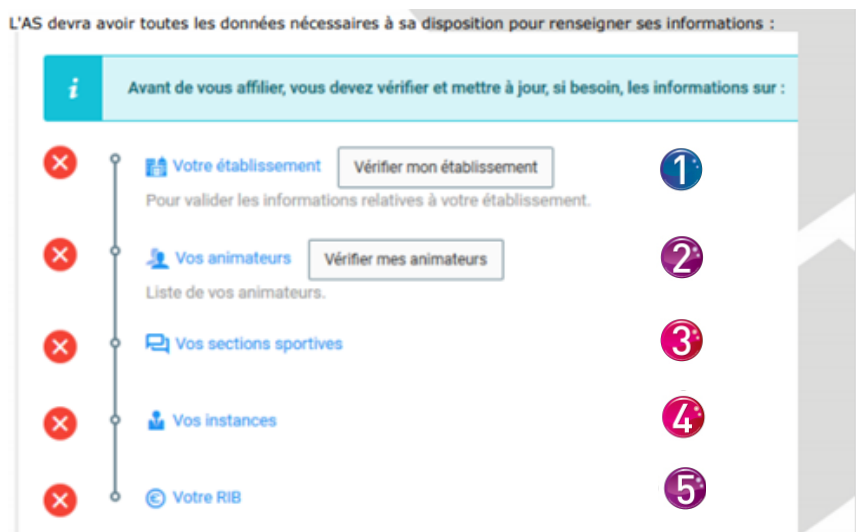 L'AS devra avoir toutes les données nécessaires à sa disposition pour renseigner ses informations :
i Avant de vous affilier, vous devez vérifier et mettre à jour, si besoin, les informations sur :
Votre établissement Vérifier mon établissement 1
Pour valider les informations relatives à votre établissement.
Vos animateurs Vérifier mes animateurs 2
Liste de vos animateurs.
Vos sections sportives 3
Vos instances 4
€ Votre RIB 5